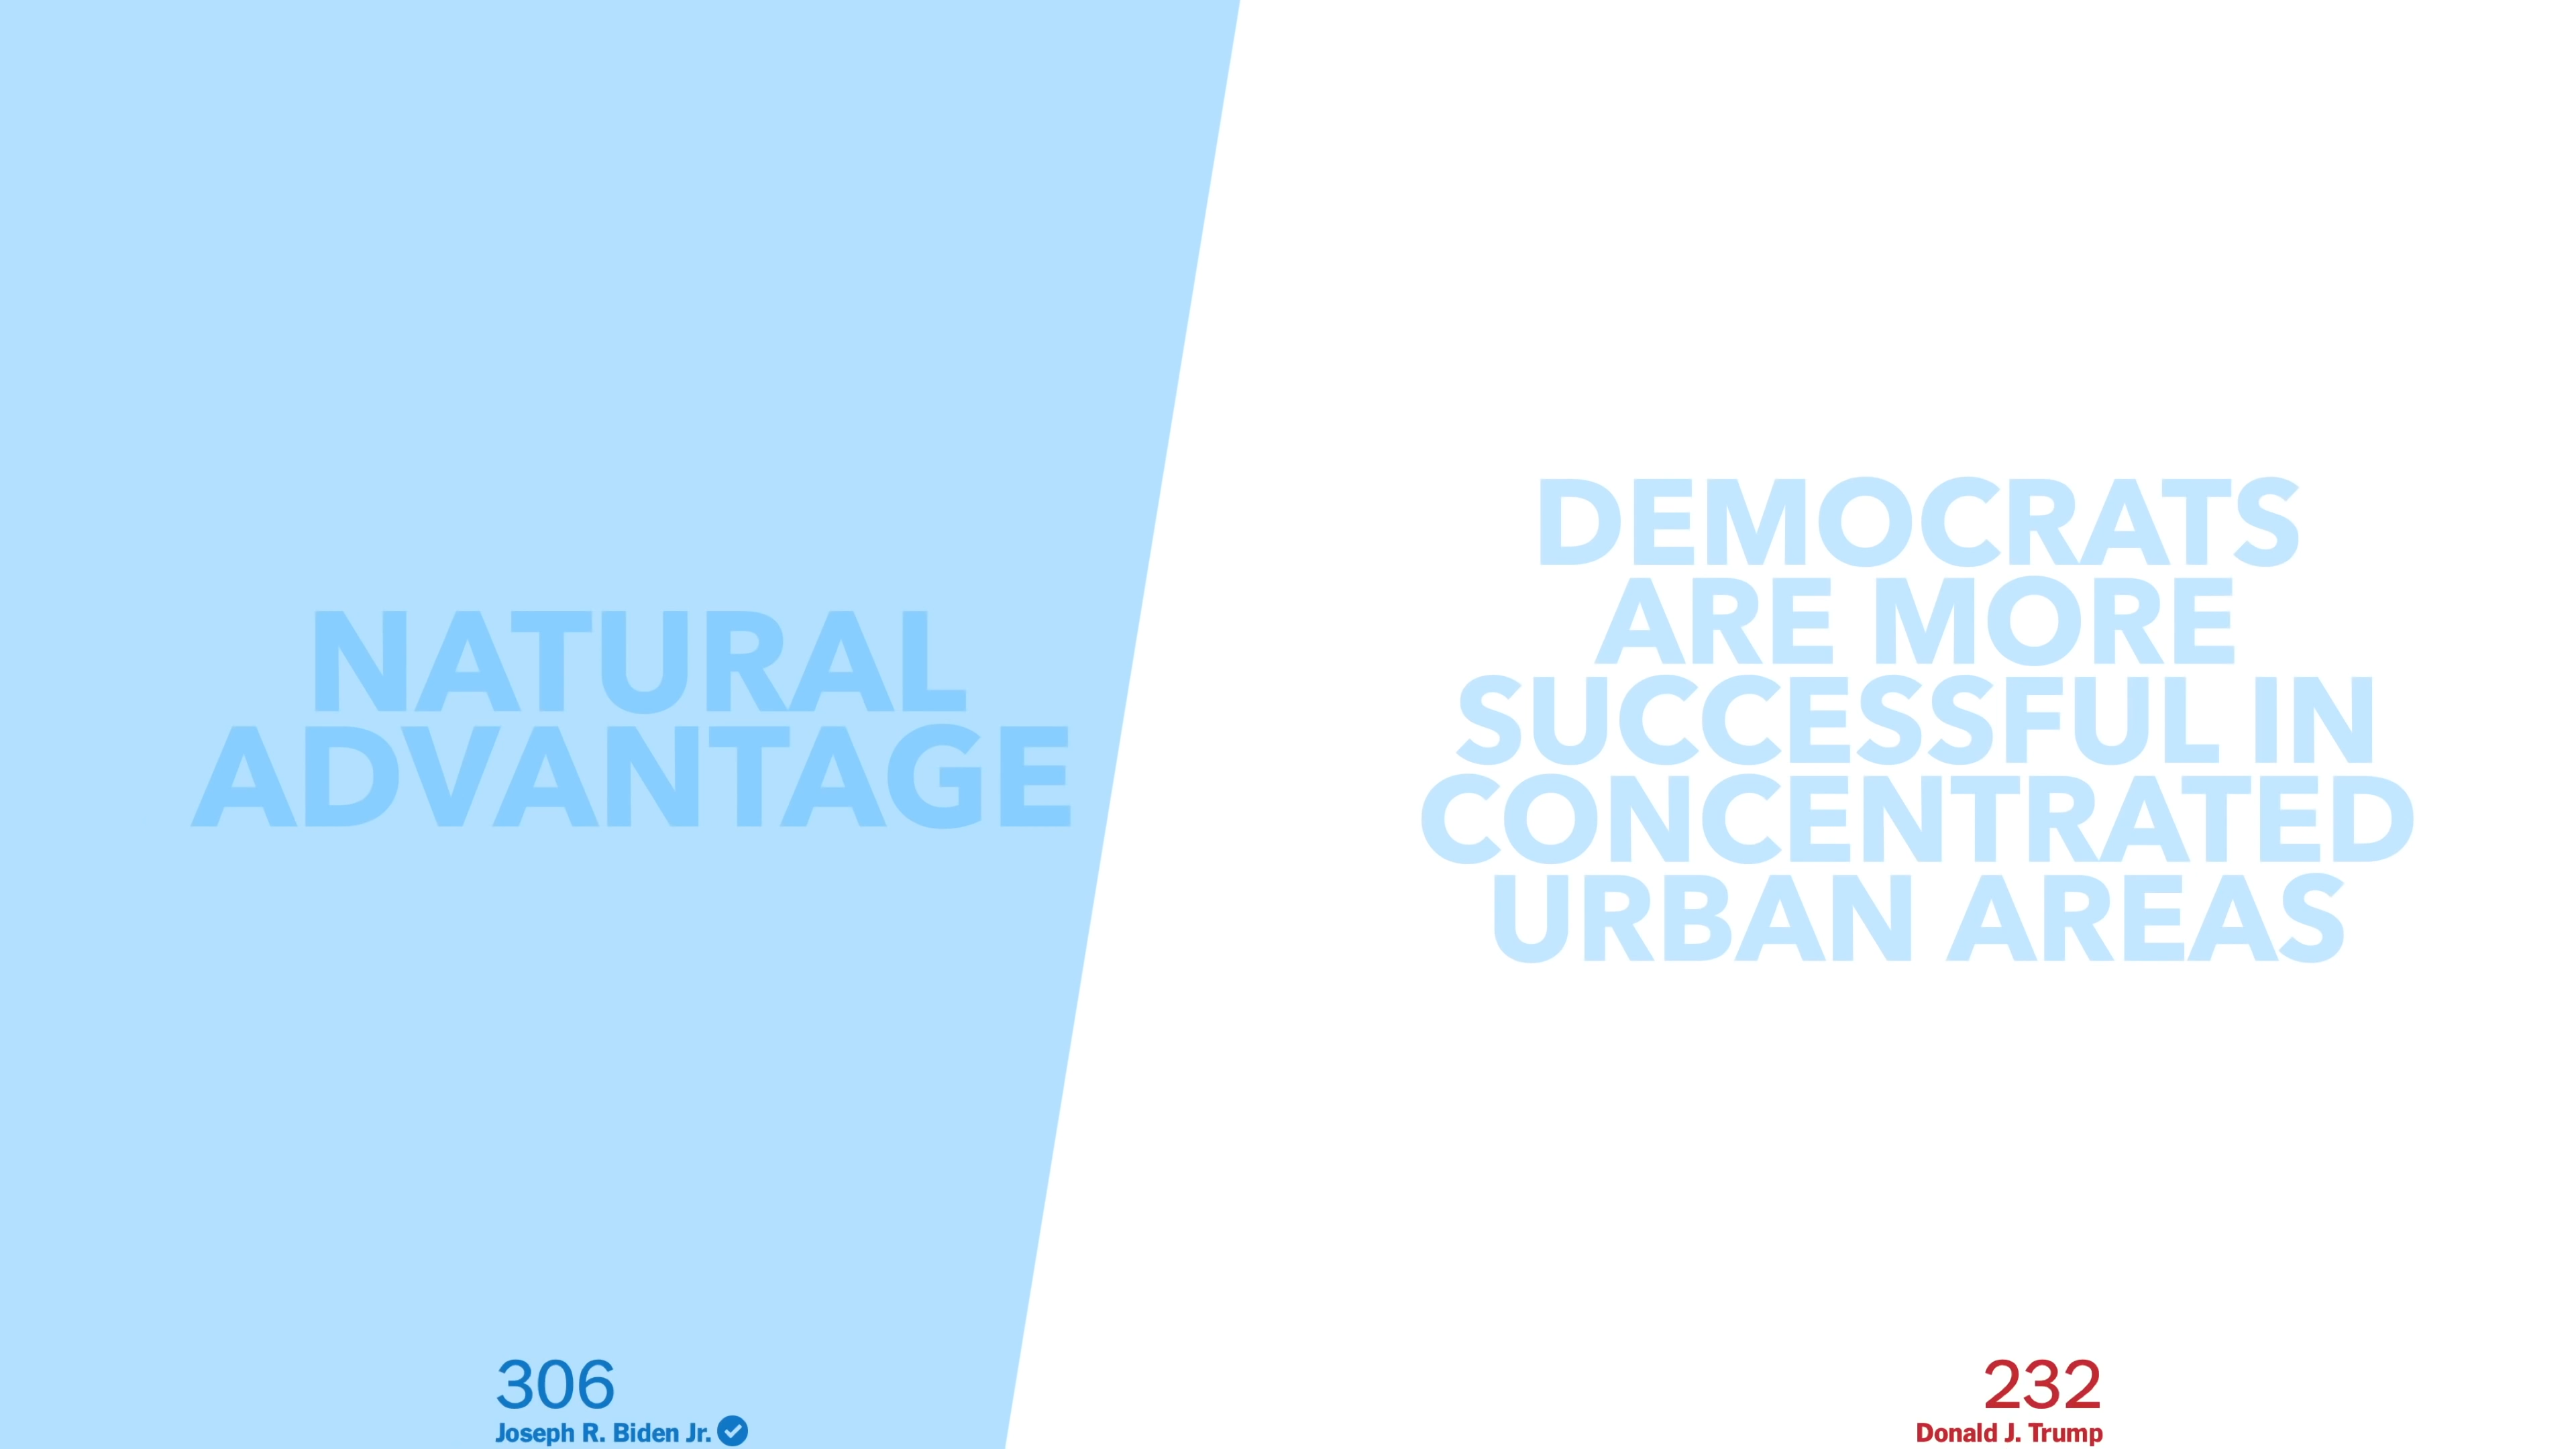 NATURAL
ADVANTAGE
DEMOCRATS
ARE MORE
SUCCESSFUL IN
CONCENTRATED
URBAN AREAS
306
Joseph R. Biden Jr.
232
Donald J. Trump